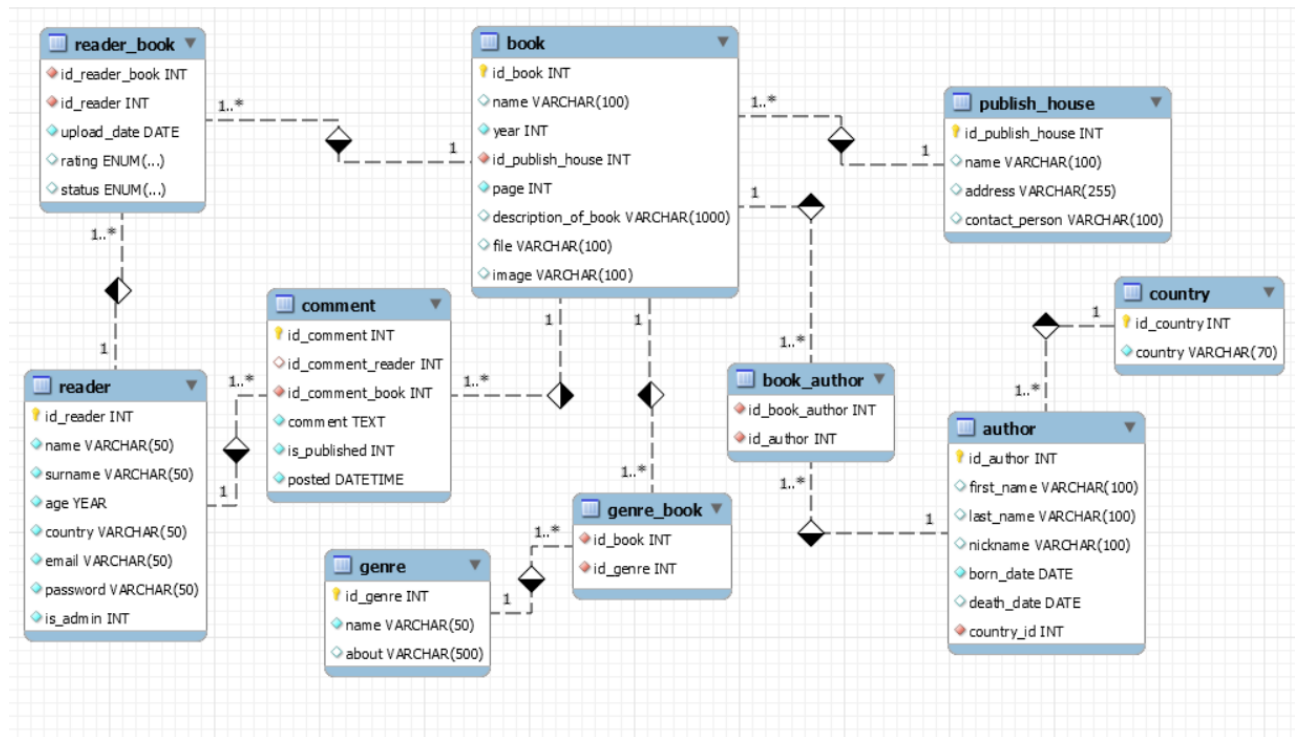 reader_book
id_reader_book INT
id_reader INT
upload_date DATE
rating ENUM(...)
status ENUM(...)
1..*
1
1..*
1
book
id_book INT
name VARCHAR(100)
year INT
id_publish_house INT
page INT
description_of_book VARCHAR(1000)
file VARCHAR(100)
image VARCHAR(100)
1..*
1
publish_house
id_publish_house INT
name VARCHAR(100)
address VARCHAR(255)
contact_person VARCHAR(100)
1
1..*
comment
id_comment INT
id_comment_reader INT
id_comment_book INT
comment TEXT
is_published INT
posted DATETIME
1..*
1
1
1..*
reader
id_reader INT
name VARCHAR(50)
surname VARCHAR(50)
age YEAR
country VARCHAR(50)
email VARCHAR(50)
password VARCHAR(50)
is_admin INT
1
1..*
genre_book
id_book INT
id_genre INT
1..*
1
genre
id_genre INT
name VARCHAR(50)
about VARCHAR(500)
book_author
id_book_author INT
id_author INT
1..*
1
country
id_country INT
country VARCHAR(70)
1
1..*
author
id_author INT
first_name VARCHAR(100)
last_name VARCHAR(100)
nickname VARCHAR(100)
born_date DATE
death_date DATE
country_id INT